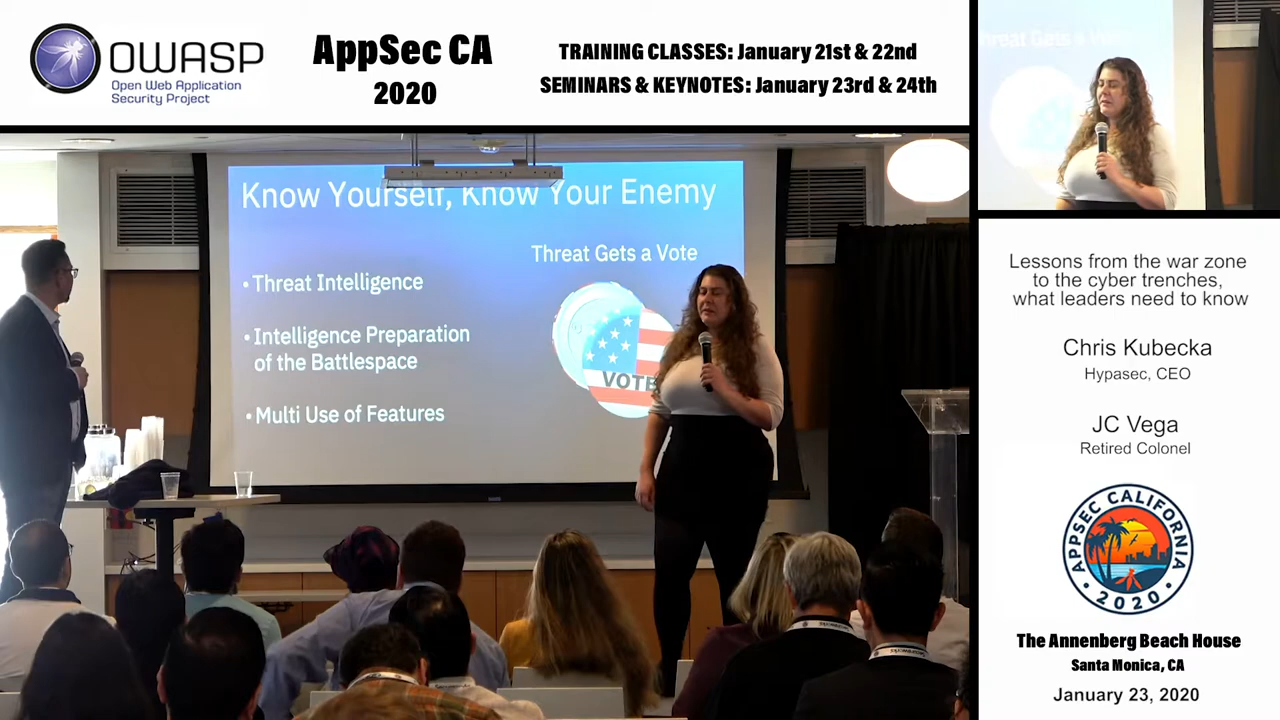 OWASP
Open Web Application
Security Project
AppSec CA
2020
TRAINING CLASSES: January 21st & 22nd
SEMINARS & KEYNOTES: January 23rd & 24th
Know Yourself, Know Your Enemy
Threat Gets a Vote
• Threat Intelligence
• Intelligence Preparation
of the Battlespace
• Multi Use of Features
VOTE
Threat Gets a Vote
Lessons from the war zone
to the cyber trenches,
what leaders need to know
Chris Kubecka
Hypasec, CEO
JC Vega
Retired Colonel
APPSEC CALIFORNIA
• 2020 •
The Annenberg Beach House
Santa Monica, CA
January 23, 2020